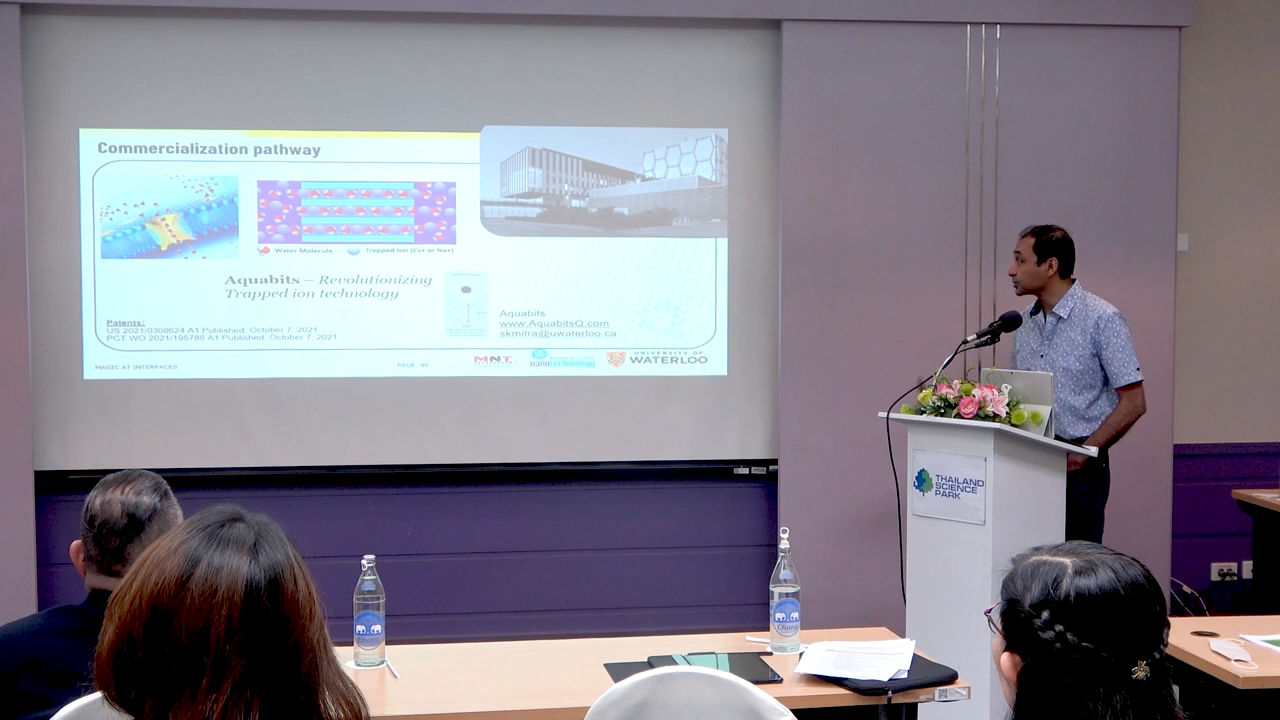 Commercialization pathway
Water Molecule
Trapped Ion (Cs+ or Na+)
Aquabits – Revolutionizing
Trapped ion technology
Patents:
US 2021/0308624 A1 Published: October 7, 2021
PCT WO 2021/195788 A1 Published: October 7, 2021
Aquabits
www.AquabitsQ.com
skmitra@uwaterloo.ca
MAGIC AT INTERFACES
PAGE
MNT
nanotechnology
UNIVERSITY OF
WATERLOO
THAILAND
SCIENCE
PARK
Chang